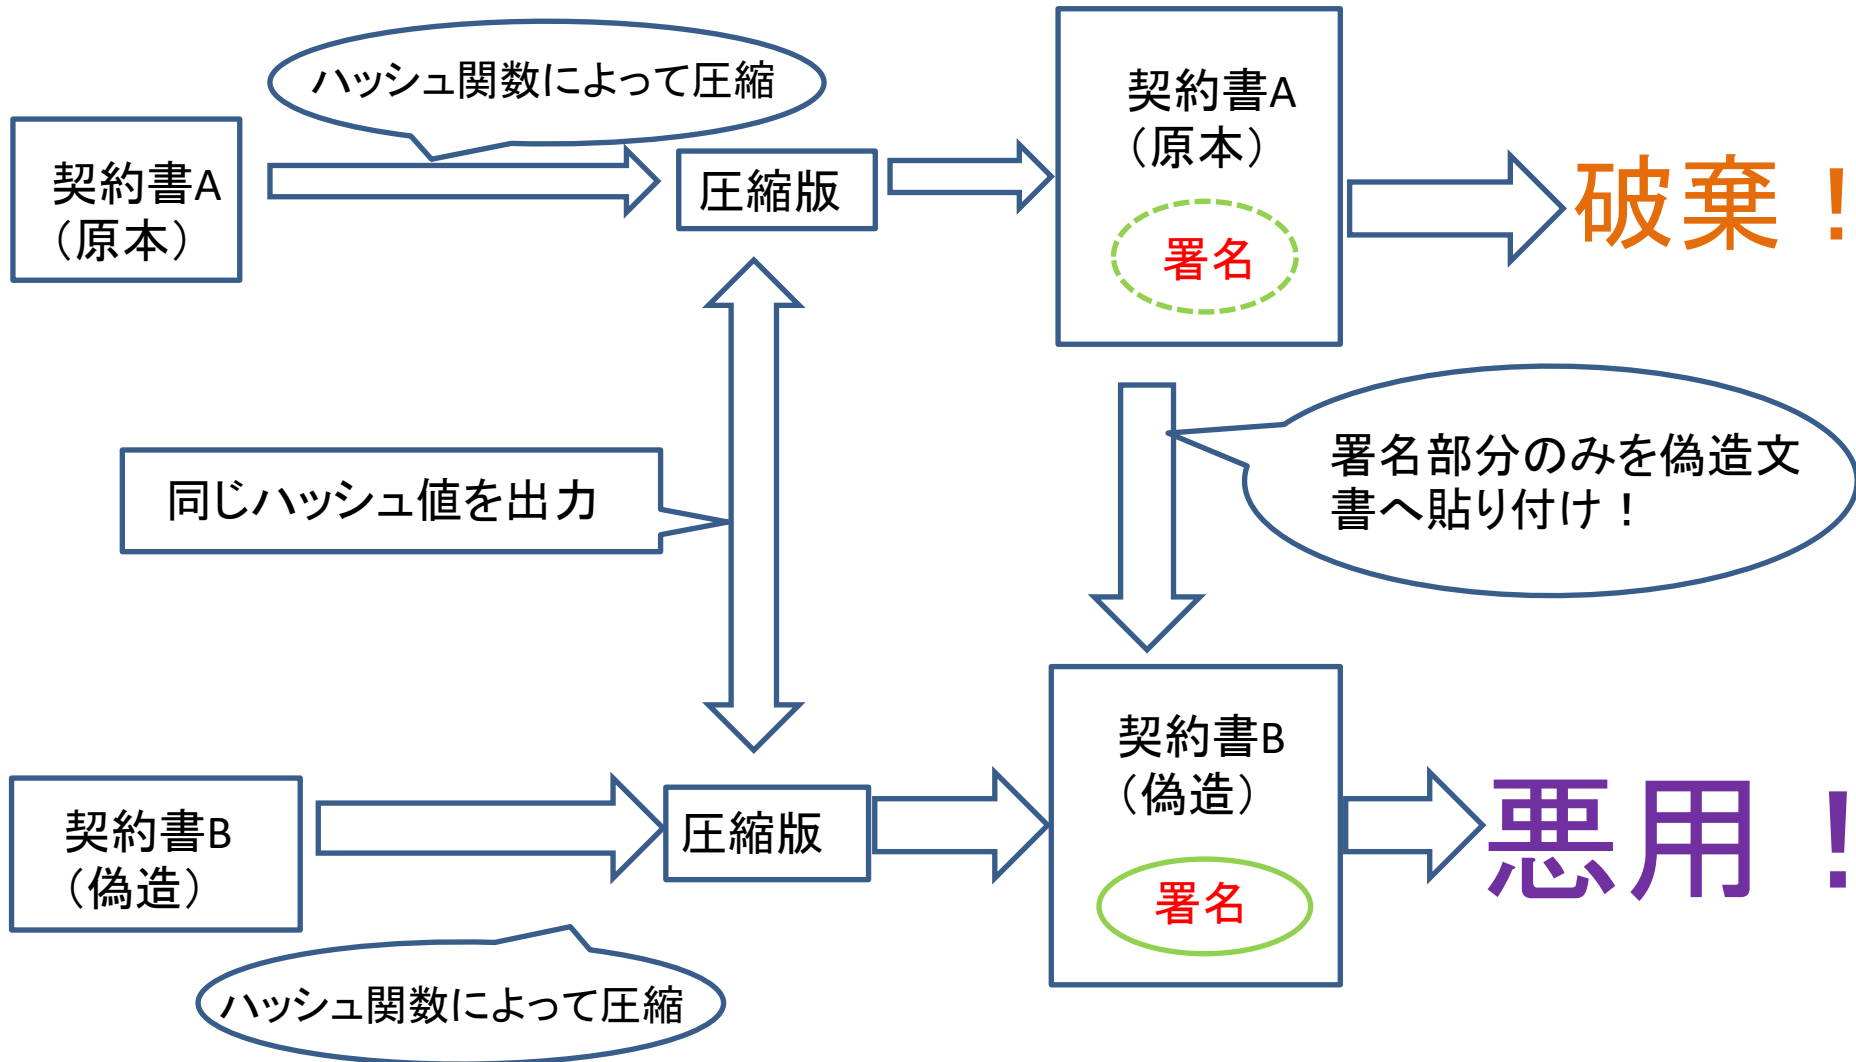 ハッシュ関数によって圧縮
契約書A
（原本）
圧縮版
契約書A
（原本）
署名
破棄！
同じハッシュ値を出力
署名部分のみを偽造文
書へ貼り付け！
契約書B
（偽造）
圧縮版
契約書B
（偽造）
署名
悪用！
ハッシュ関数によって圧縮